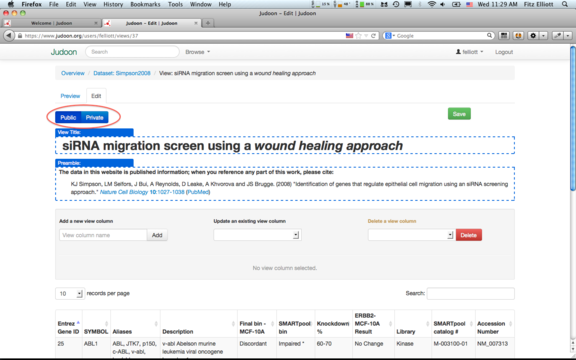 Firefox File Edit View History Bookmarks Tools Window Help
Wed 11:29 AM Fitz Elliott
Judoon – Edit | Judoon
Welcome | Judoon
Judoon – Edit | Judoon
https://www.judoon.org/users/felliott/views/37
Google
Judoon
Search
Browse
felliott
Logout
Overview / Dataset: Simpson2008 / View: siRNA migration screen using a wound healing approach
Preview
Edit
Public Private
Save
View Title:
siRNA migration screen using a wound healing approach
Preamble:
The data in this website is published information; when you reference any part of this work, please cite:
KJ Simpson, LM Selfors, J Bui, A Reynolds, D Leake, A Khvorova and JS Brugge. (2008) "Identification of genes that regulate epithelial cell migration using an siRNA screening
approach." Nature Cell Biology 10:1027-1038 (PubMed)
Add a new view column
Update an existing view column
Delete a view column
View column name
Add
Delete
No view column selected.
10 records per page
Search:
Entrez Gene ID
SYMBOL
Aliases
Description
Final bin - MCF-10A
SMARTpool bin
Knockdown %
ERBB2-MCF-10A Result
Library
SMARTpool catalog #
Accession Number
25
ABL1
ABL, JTK7, p150, c-ABL, v-abl,
v-abl Abelson murine leukemia viral oncogene
Discordant
Impaired *
60-70
No Change
Kinase
M-003100-01
NM_007313